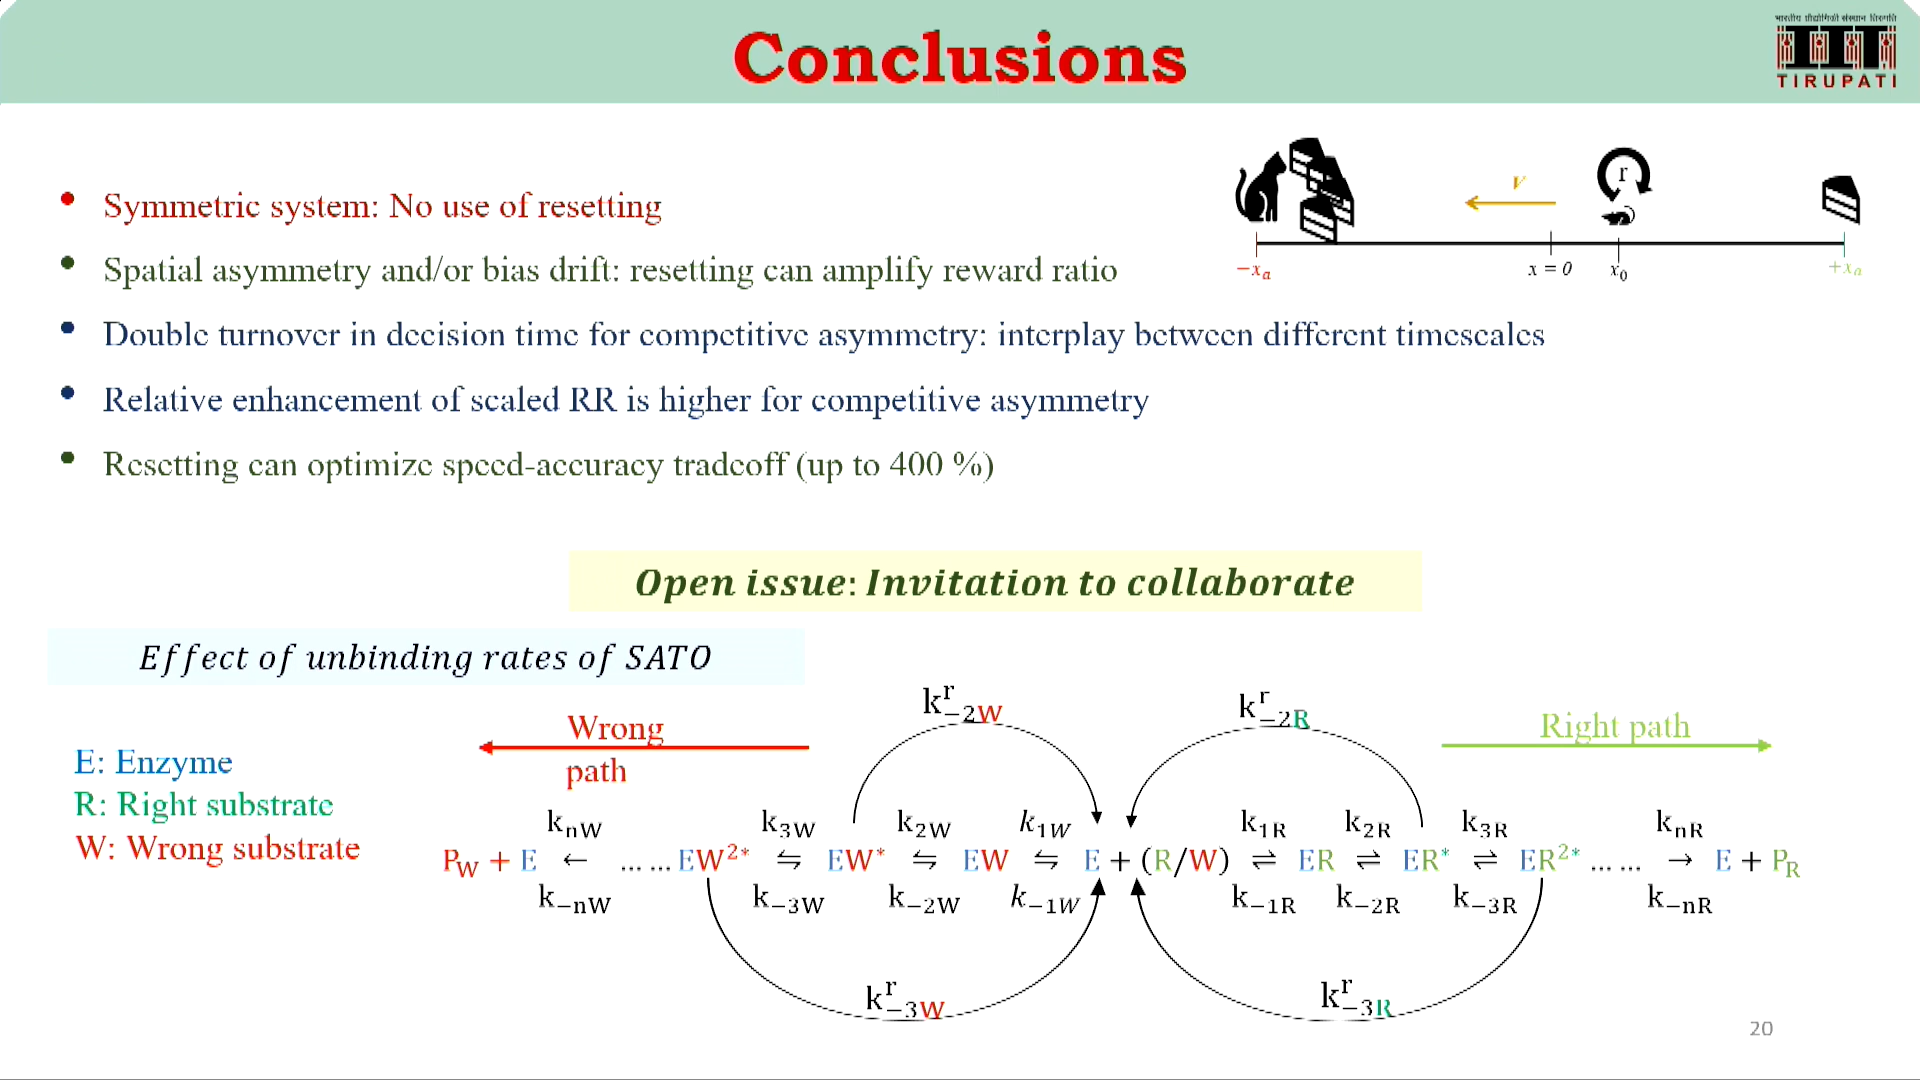 Conclusions
TIRUPATI
• Symmetric system: No use of resetting
• Spatial asymmetry and/or bias drift: resetting can amplify reward ratio
• Double turnover in decision time for competitive asymmetry: interplay between different timescales
• Relative enhancement of scaled RR is higher for competitive asymmetry
• Resetting can optimize speed-accuracy tradeoff (up to 400 %)
v
r
−xₐ x = 0 x₀ +xₐ
Open issue: Invitation to collaborate
Effect of unbinding rates of SATO
E: Enzyme
R: Right substrate
W: Wrong substrate
Wrong
path
Right path
k^r_−2W k^r_−2R
k_nW k_3W k_2W k_1W k_1R k_2R k_3R k_nR
P_W + E ← …… EW^2* ⇋ EW^* ⇋ EW ⇋ E + (R/W) ⇌ ER ⇌ ER^* ⇌ ER^2* …… → E + P_R
k_−nW k_−3W k_−2W k_−1W k_−1R k_−2R k_−3R k_−nR
k^r_−3W k^r_−3R
20